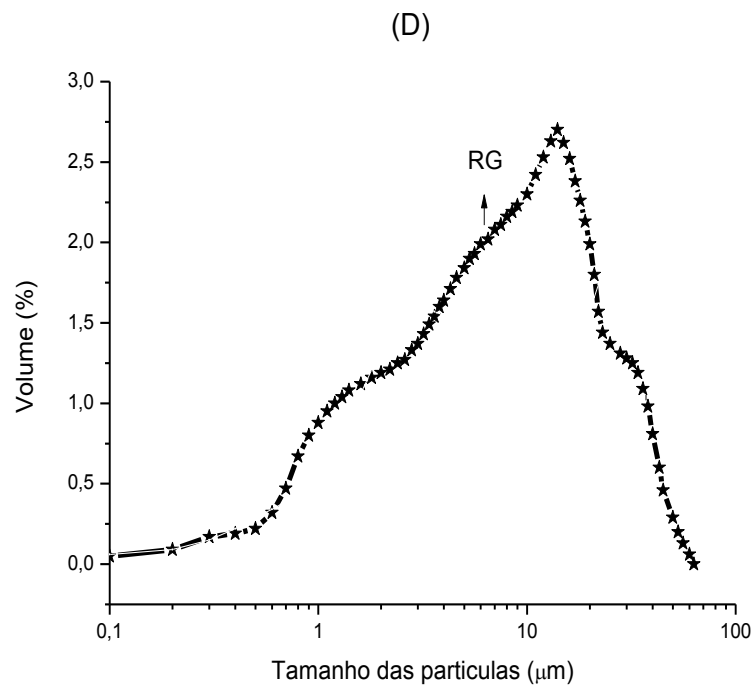 (D)
3,0
2,5
RG
2,0
1,5
Volume (%)
1,0
0,5
0,0
0,1 1 10 100
Tamanho das particulas (μm)